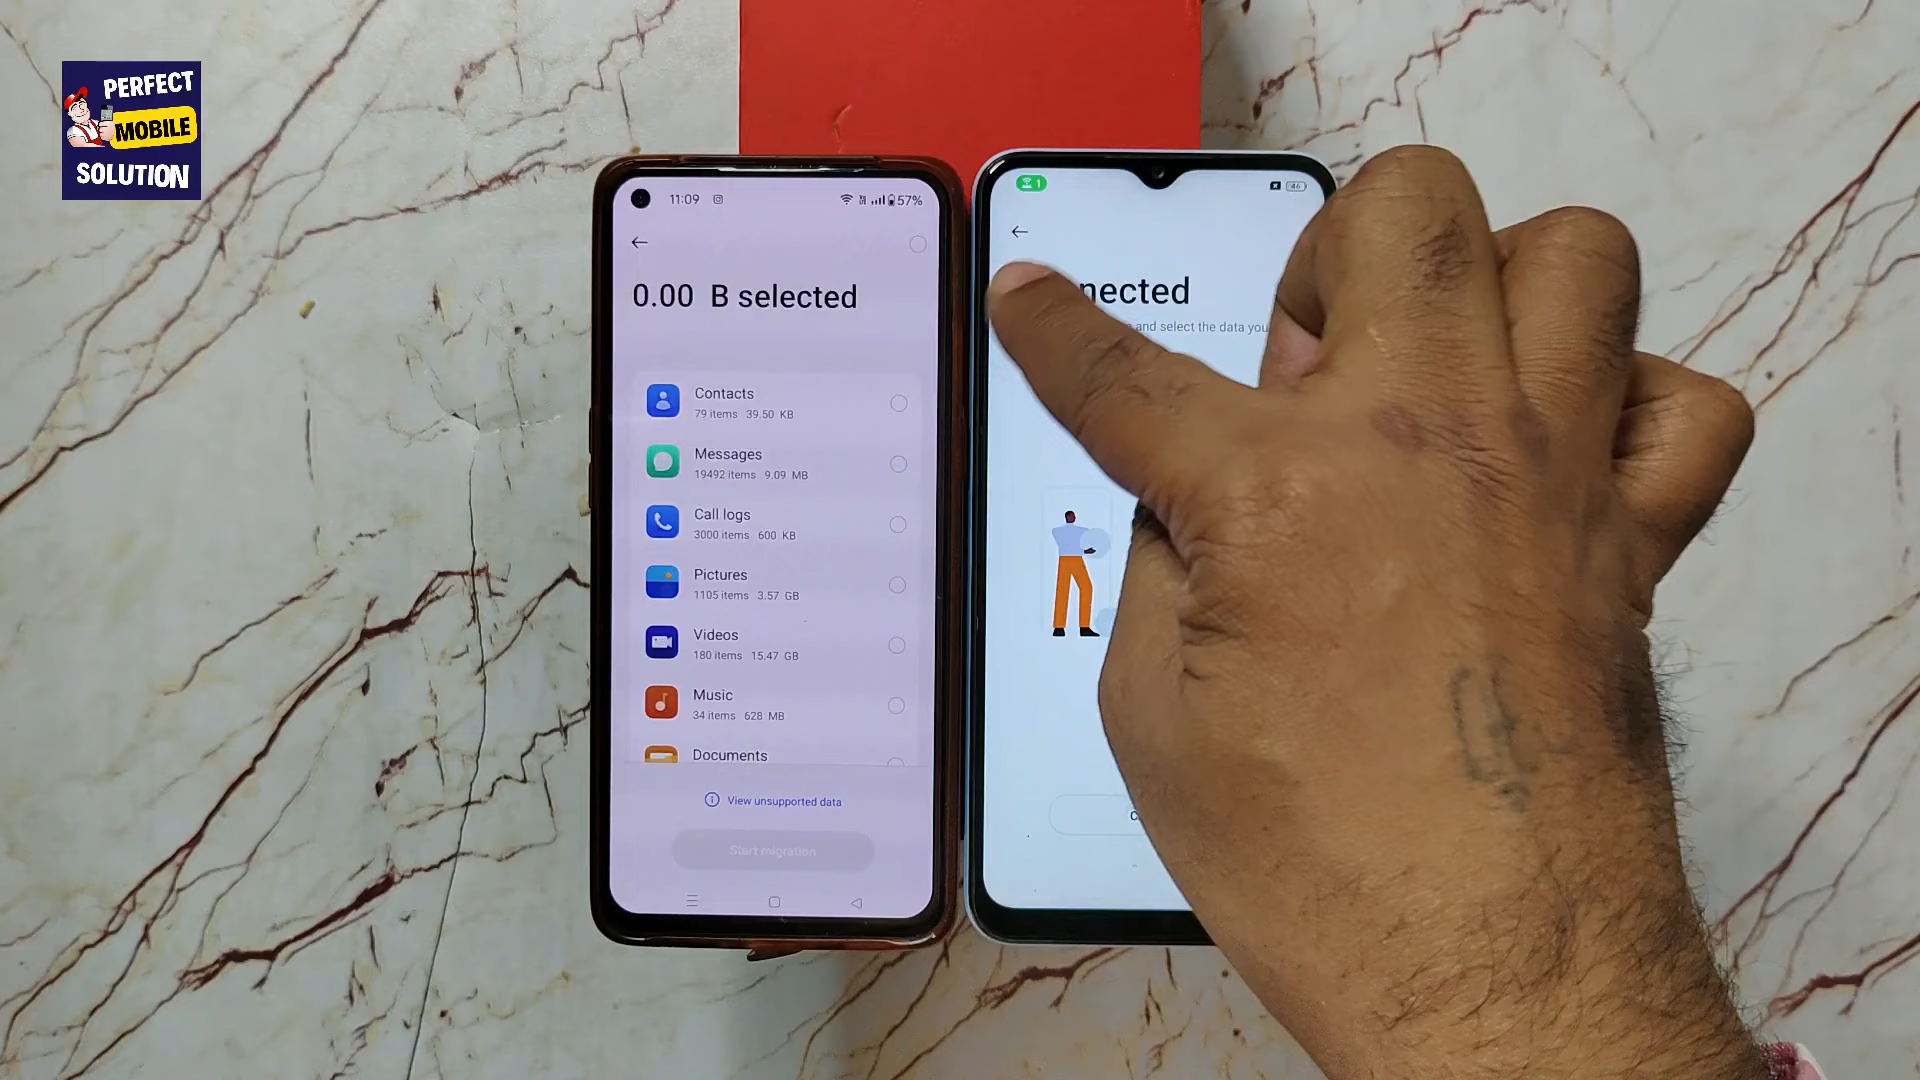 PERFECT
MOBILE
SOLUTION
11:09
57%
0.00 B selected
Contacts
79 items 39.50 KB
Messages
19492 items 9.09 MB
Call logs
3000 items 600 KB
Pictures
1105 items 3.57 GB
Videos
180 items 15.47 GB
Music
34 items 628 MB
Documents
View unsupported data
Start migration
1
46
nected
and select the data you